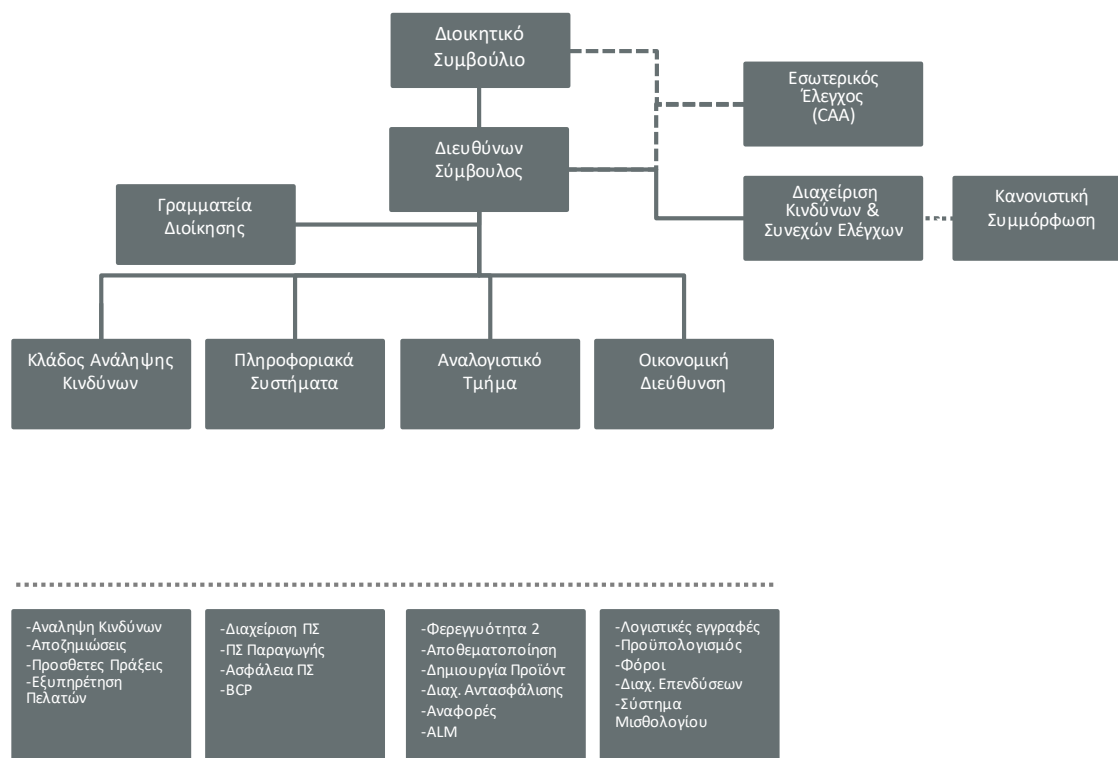 Διοικητικό
Συμβούλιο
Εσωτερικός
Έλεγχος
(CAA)
Διευθύνων
Σύμβουλος
Γραμματεία
Διοίκησης
Διαχείριση
Κινδύνων &
Συνεχών Ελέγχων
Κανονιστική
Συμμόρφωση
Κλάδος Ανάληψης
Κινδύνων
Πληροφοριακά
Συστήματα
Αναλογιστικό
Τμήμα
Οικονομική
Διεύθυνση
-Αναληψη Κινδύνων
-Αποζημιώσεις
-Προσθετες Πράξεις
-Εξυπηρέτηση
Πελατών
-Διαχείριση ΠΣ
-ΠΣ Παραγωγής
-Ασφάλεια ΠΣ
-BCP
-Φερεγγυότητα 2
-Αποθεματοποίηση
-Δημιουργία Προϊόντ
-Διαχ. Αντασφάλισης
-Αναφορές
-ALM
-Λογιστικές εγγραφές
-Προϋπολογισμός
-Φόροι
-Διαχ. Επενδύσεων
-Σύστημα
Μισθολογίου